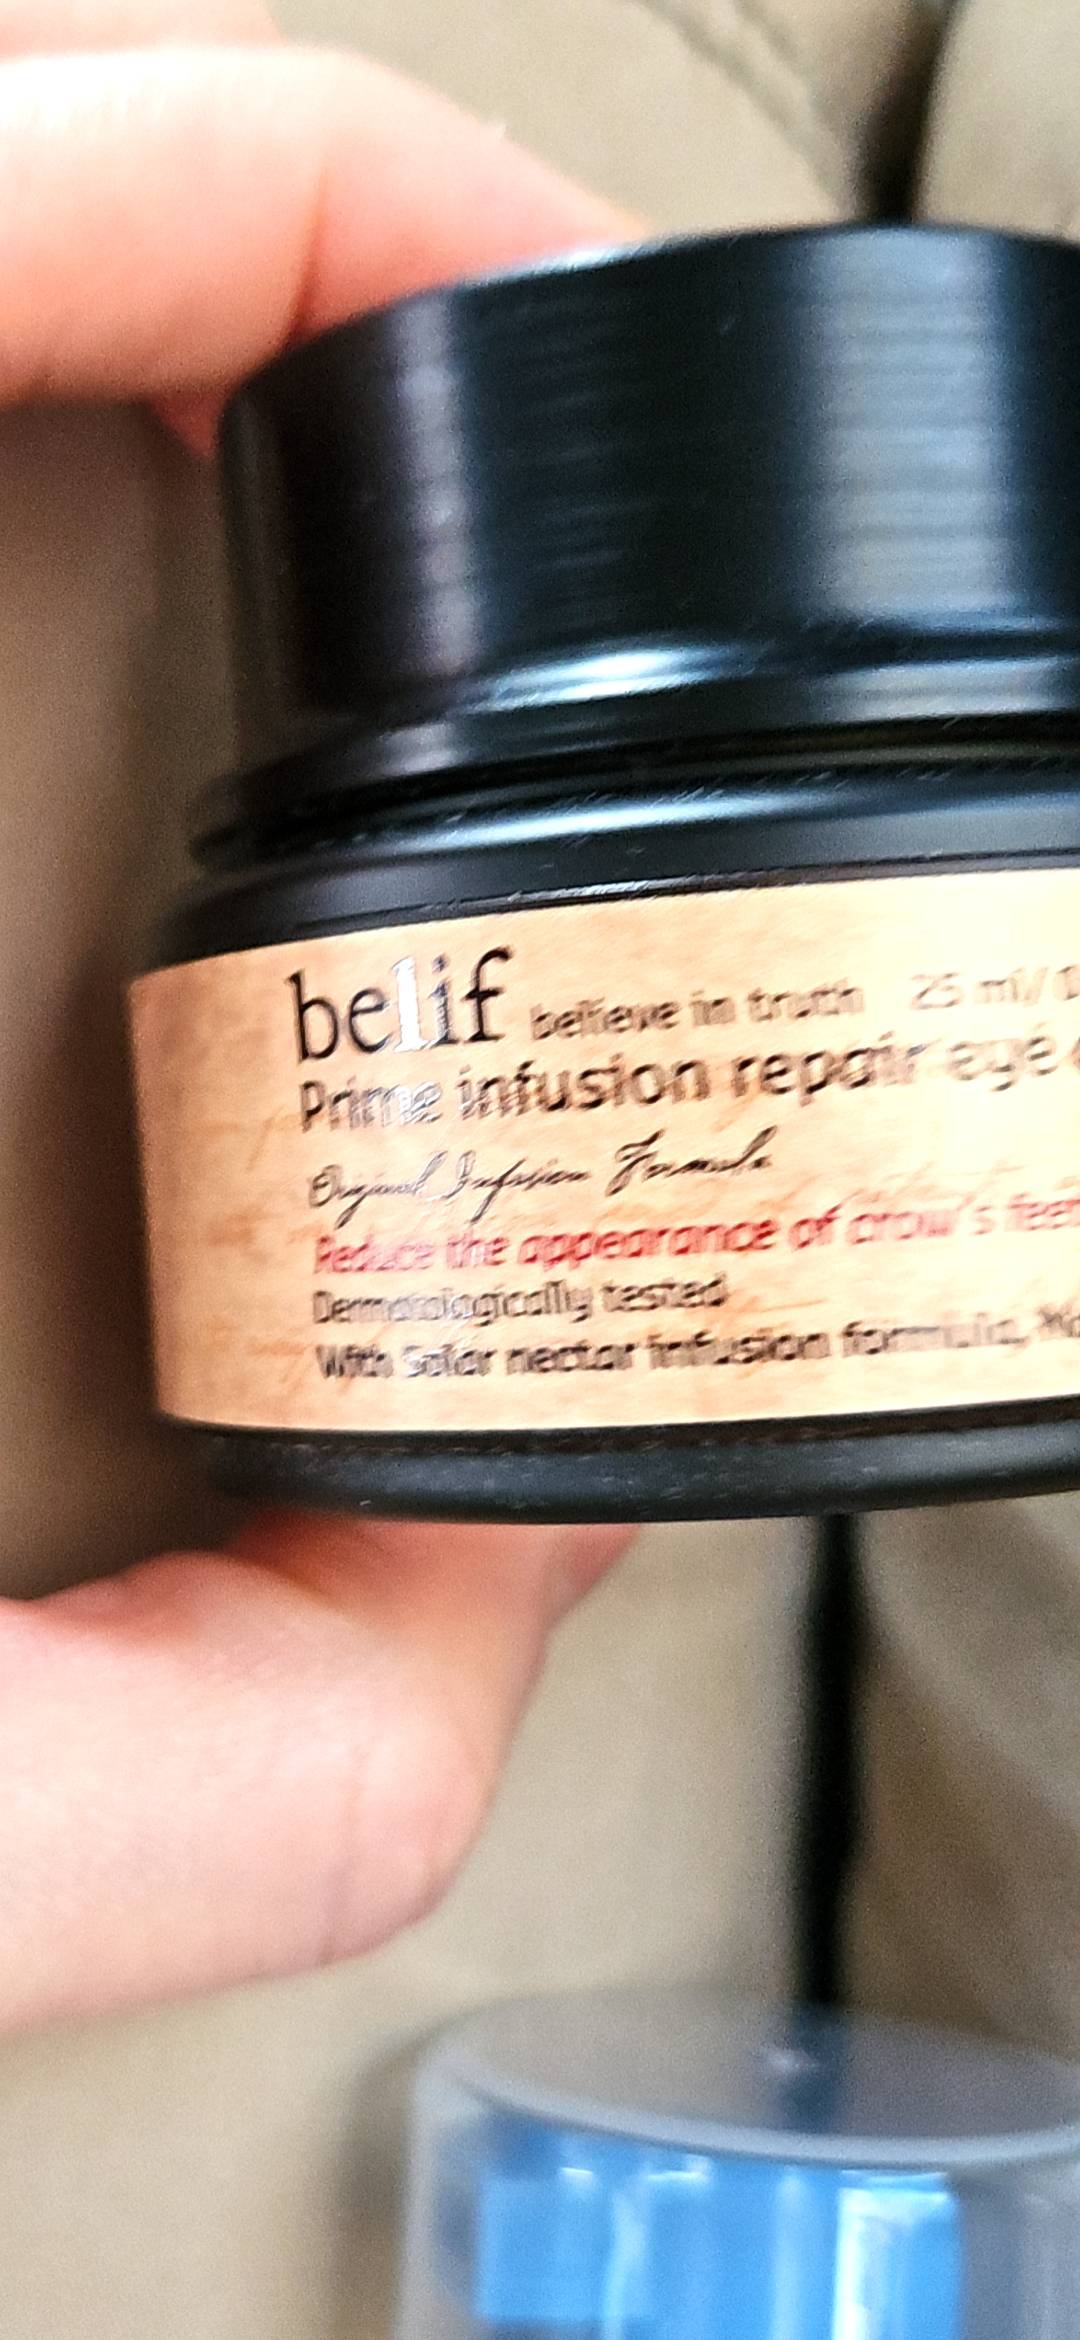 belif believe in truth 25 ml/
Prime infusion repair eye
Original Infusion Formula
Reduce the appearance of crow's feet
Dermatologically tested
With Solar nectar infusion formula,